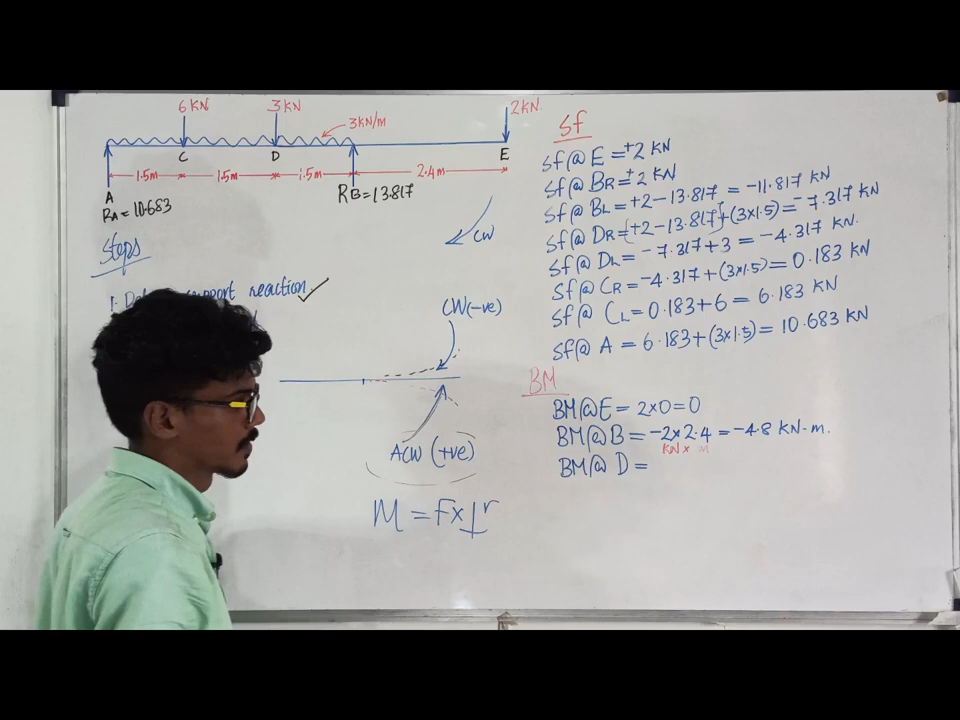 6KN 3KN 2KN
3KN/m
C D E
1.5m 1.5m 1.5m 2.4m
A
RA = 10.683
RB = 13.817
CW
Steps
support reaction ✓
CW(-ve)
ACW (+ve)
M = F x ⊥r
Sf
Sf@ E = +2 KN
Sf@ BR = +2 KN
Sf@ BL = +2 - 13.817 = -11.817 KN
Sf@ DR = {+2 - 13.817} + (3x1.5) = -7.317 KN
Sf@ DL = -7.317 + 3 = -4.317 KN.
Sf@ CR = -4.317 + (3x1.5) = 0.183 KN
Sf@ CL = 0.183 + 6 = 6.183 KN
Sf@ A = 6.183 + (3x1.5) = 10.683 KN
BM
BM@ E = 2x0 = 0
BM@ B = -2x2.4 = -4.8 KN-m.
KN x m
BM@ D =